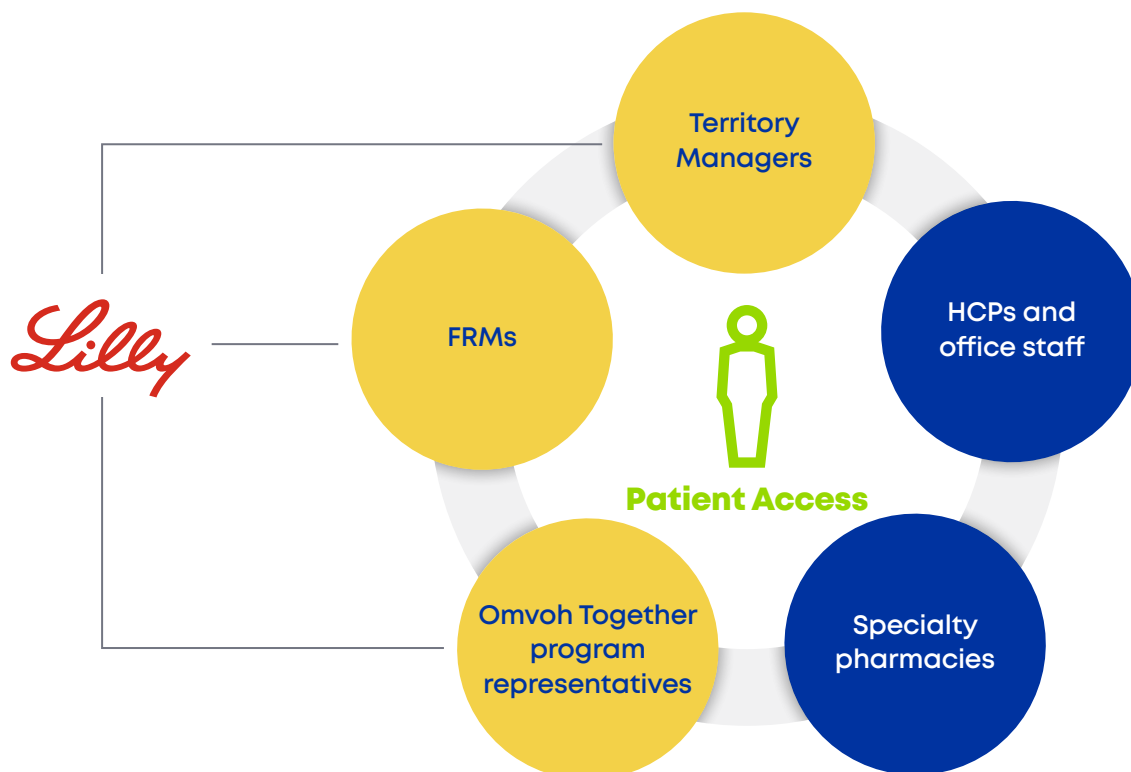 Territory
Managers
HCPs and
office staff
FRMs
Lilly
Patient Access
Omvoh Together
program
representatives
Specialty
pharmacies